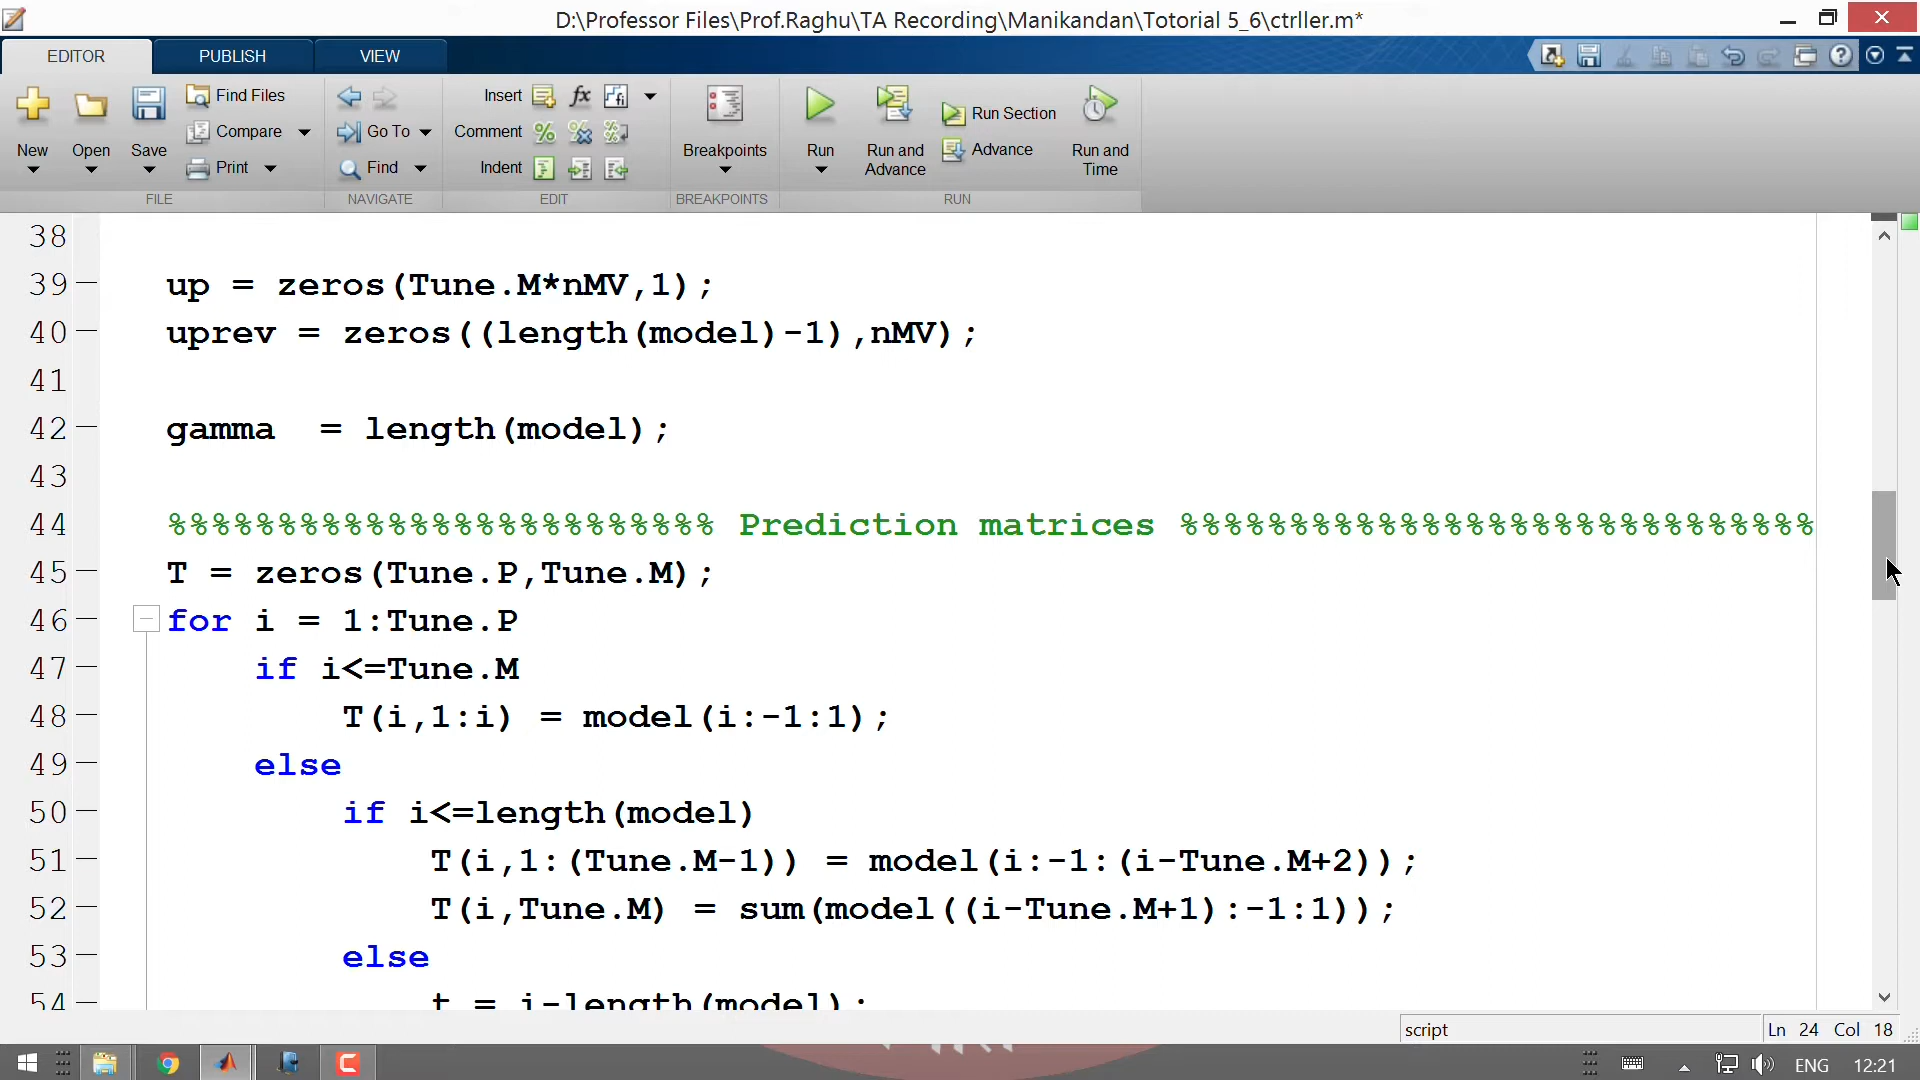 D:\Professor Files\Prof.Raghu\TA Recording\Manikandan\Totorial 5_6\ctrller.m*
EDITOR PUBLISH VIEW
New Open Save Find Files Compare Print
Go To Find
Insert fx Comment Indent
Breakpoints
Run Run and Advance Run Section Advance Run and Time
FILE NAVIGATE EDIT BREAKPOINTS RUN
38
39 up = zeros(Tune.M*nMV,1);
40 uprev = zeros((length(model)-1),nMV);
41
42 gamma  = length(model);
43
44 %%%%%%%%%%%%%%%%%%%%%%%%% Prediction matrices %%%%%%%%%%%%%%%%%%%%%%%%%%%%%
45 T = zeros(Tune.P,Tune.M);
46 for i = 1:Tune.P
47 if i<=Tune.M
48 T(i,1:i) = model(i:-1:1);
49 else
50 if i<=length(model)
51 T(i,1:(Tune.M-1)) = model(i:-1:(i-Tune.M+2));
52 T(i,Tune.M) = sum(model((i-Tune.M+1):-1:1));
53 else
54 t = i-length(model);
script Ln 24 Col 18
ENG 12:21